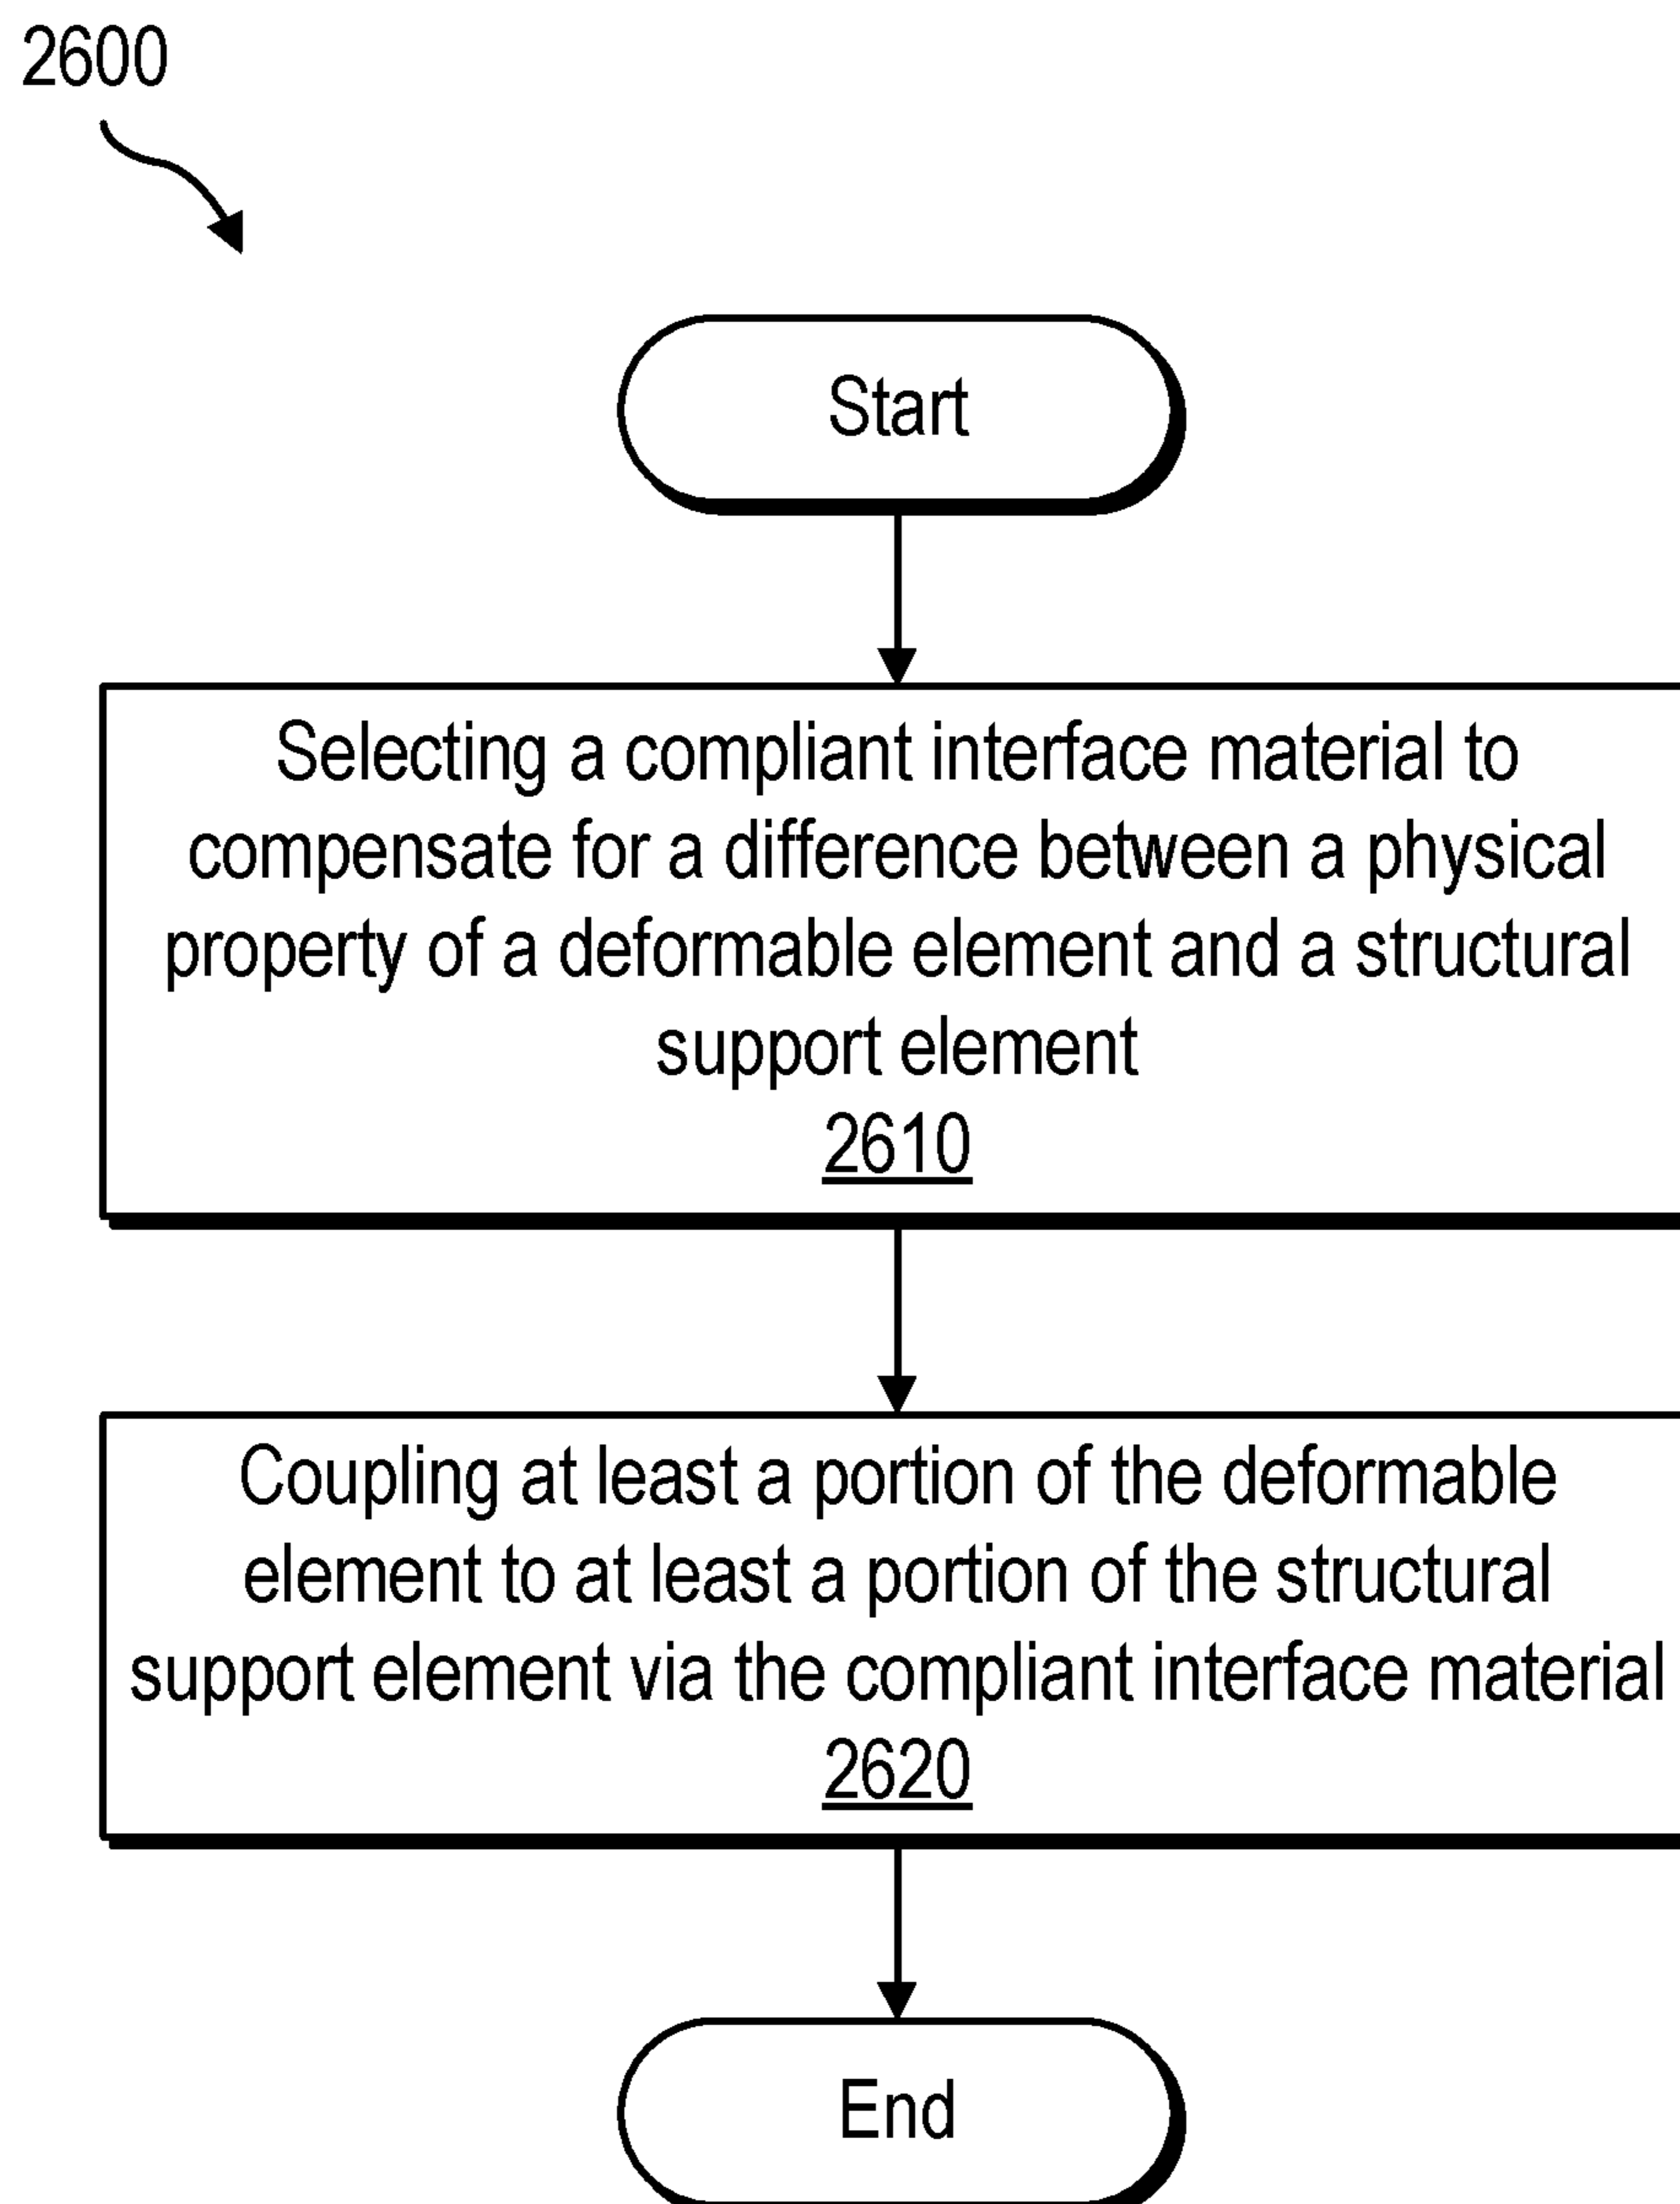 2600
Start
Selecting a compliant interface material to
compensate for a difference between a physical
property of a deformable element and a structural
support element
2610
Coupling at least a portion of the deformable
element to at least a portion of the structural
support element via the compliant interface material
2620
End